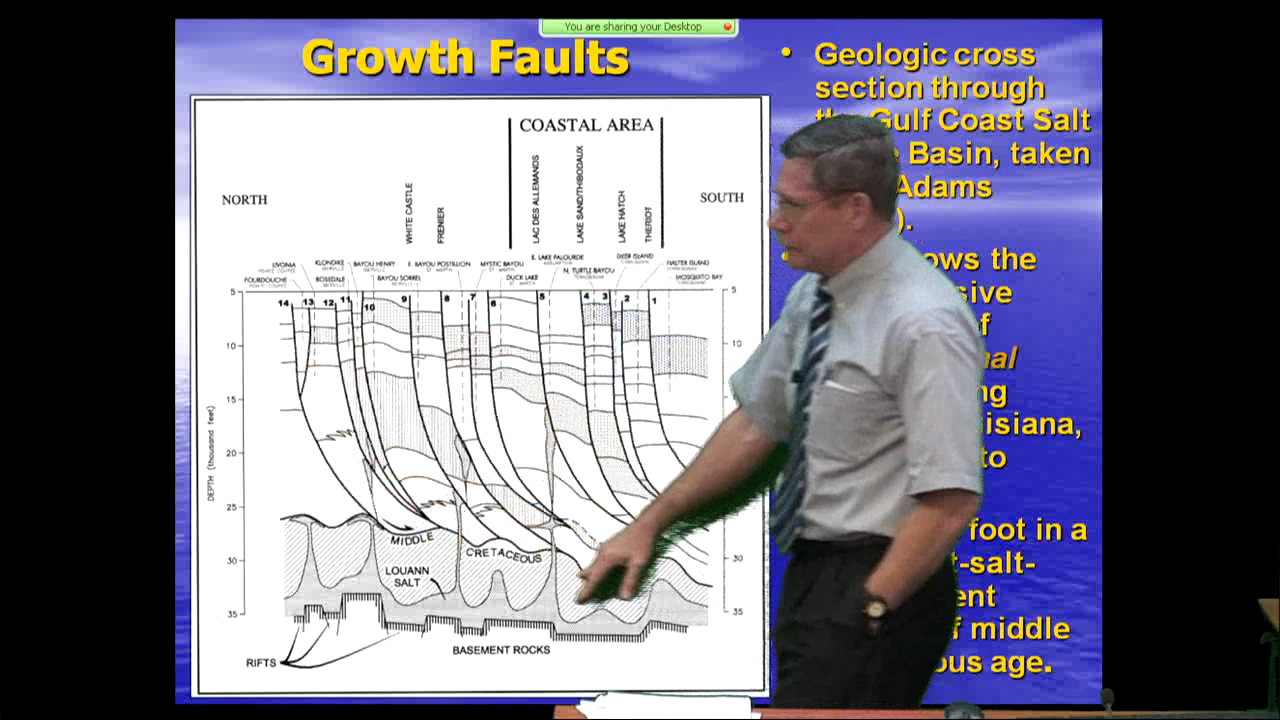 You are sharing your Desktop
Growth Faults
COASTAL AREA
NORTH
SOUTH
WHITE CASTLE
FRENIER
LAC DES ALLEMANDS
LAKE SAND/THIBODAUX
LAKE HATCH
THERIOT
LIVONIA
KLONDIKE
BAYOU HENRY
E. BAYOU POSTILLION
MYSTIC BAYOU
E. LAKE PALOURDE
DEER ISLAND
HALTER ISLAND
FOURDOUCHE
ROSEDALE
BAYOU SORREL
DUCK LAKE
N. TURTLE BAYOU
MOSQUITO BAY
5
14 13 12 11 10 9 8 7 6 5 4 3 2 1
5
10
10
15
20
25
30
30
35
35
DEPTH (thousand feet)
MIDDLE
CRETACEOUS
LOUANN
SALT
RIFTS
BASEMENT ROCKS
• Geologic cross
section through
Gulf Coast Salt
Basin, taken
Adams
).
ows the
sive
f
nal
ng
isiana,
to
foot in a
t-salt-
ent
f middle
ous age.